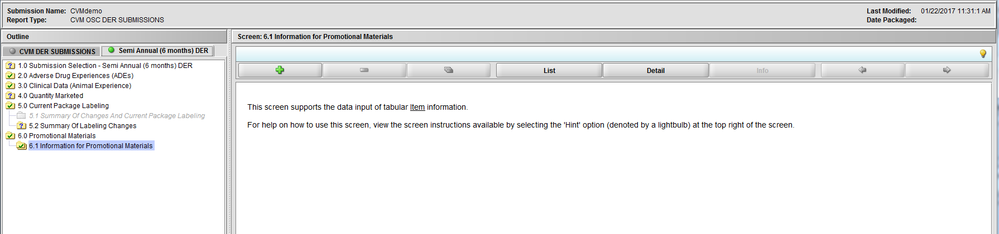 Submission Name: CVMdemo
Last Modified: 01/22/2017 11:31:1 AM
Report Type: CVM OSC DER SUBMISSIONS
Date Packaged:
Outline
CVM DER SUBMISSIONS
Semi Annual (6 months) DER
1.0 Submission Selection - Semi Annual (6 months) DER
2.0 Adverse Drug Experiences (ADEs)
3.0 Clinical Data (Animal Experience)
4.0 Quantity Marketed
5.0 Current Package Labeling
5.1 Summary Of Changes And Current Package Labeling
5.2 Summary Of Labeling Changes
6.0 Promotional Materials
6.1 Information for Promotional Materials
Screen: 6.1 Information for Promotional Materials
List
Detail
Info
This screen supports the data input of tabular Item information.
For help on how to use this screen, view the screen instructions available by selecting the 'Hint' option (denoted by a lightbulb) at the top right of the screen.